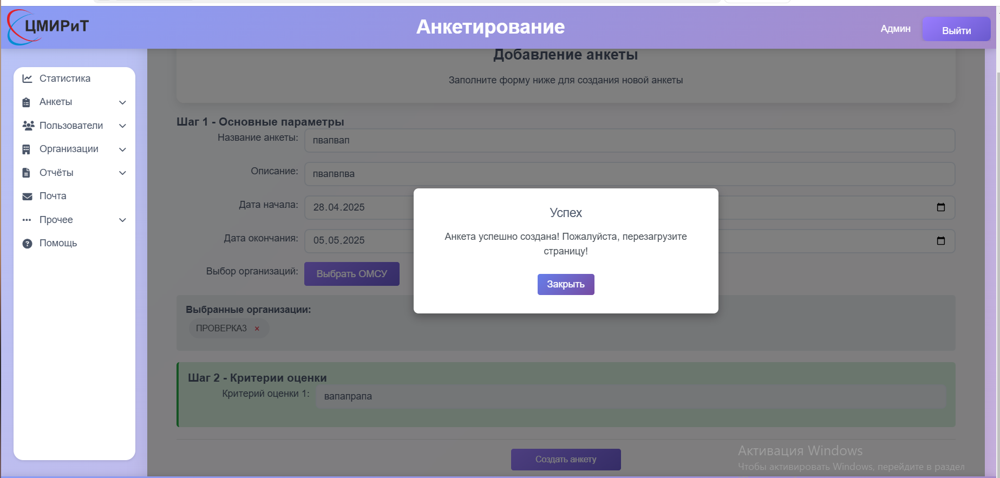 ЦМИРиТ
Анкетирование
Админ
Выйти
Статистика
Анкеты
Пользователи
Организации
Отчёты
Почта
Прочее
Помощь
Добавление анкеты
Заполните форму ниже для создания новой анкеты
Шаг 1 - Основные параметры
Название анкеты:
пвапвап
Описание:
пвапвпва
Дата начала:
28.04.2025
Дата окончания:
05.05.2025
Выбор организаций:
Выбрать ОМСУ
Успех
Анкета успешно создана! Пожалуйста, перезагрузите
страницу!
Закрыть
Выбранные организации:
ПРОВЕРКА3 ×
Шаг 2 - Критерии оценки
Критерий оценки 1:
вапапрапа
Создать анкету
Активация Windows
Чтобы активировать Windows, перейдите в раздел